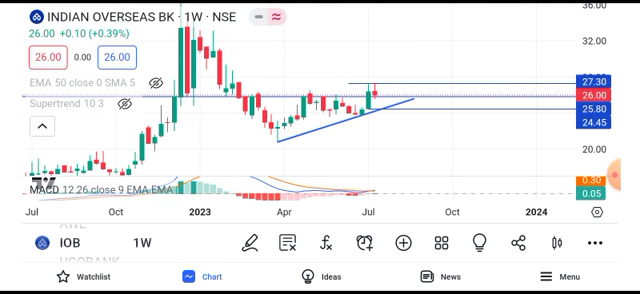 INDIAN OVERSEAS BK · 1W · NSE
26.00 +0.10 (+0.39%)
26.00 0.00 26.00
EMA 50 close 0 SMA 5
Supertrend 10 3
MACD 12 26 close 9 EMA EMA
36.00
32.00
27.30
26.00
25.80
24.45
20.00
0.30
0.05
Jul Oct 2023 Apr Jul Oct 2024
IOB 1W
UCOBANK
Watchlist Chart Ideas News Menu